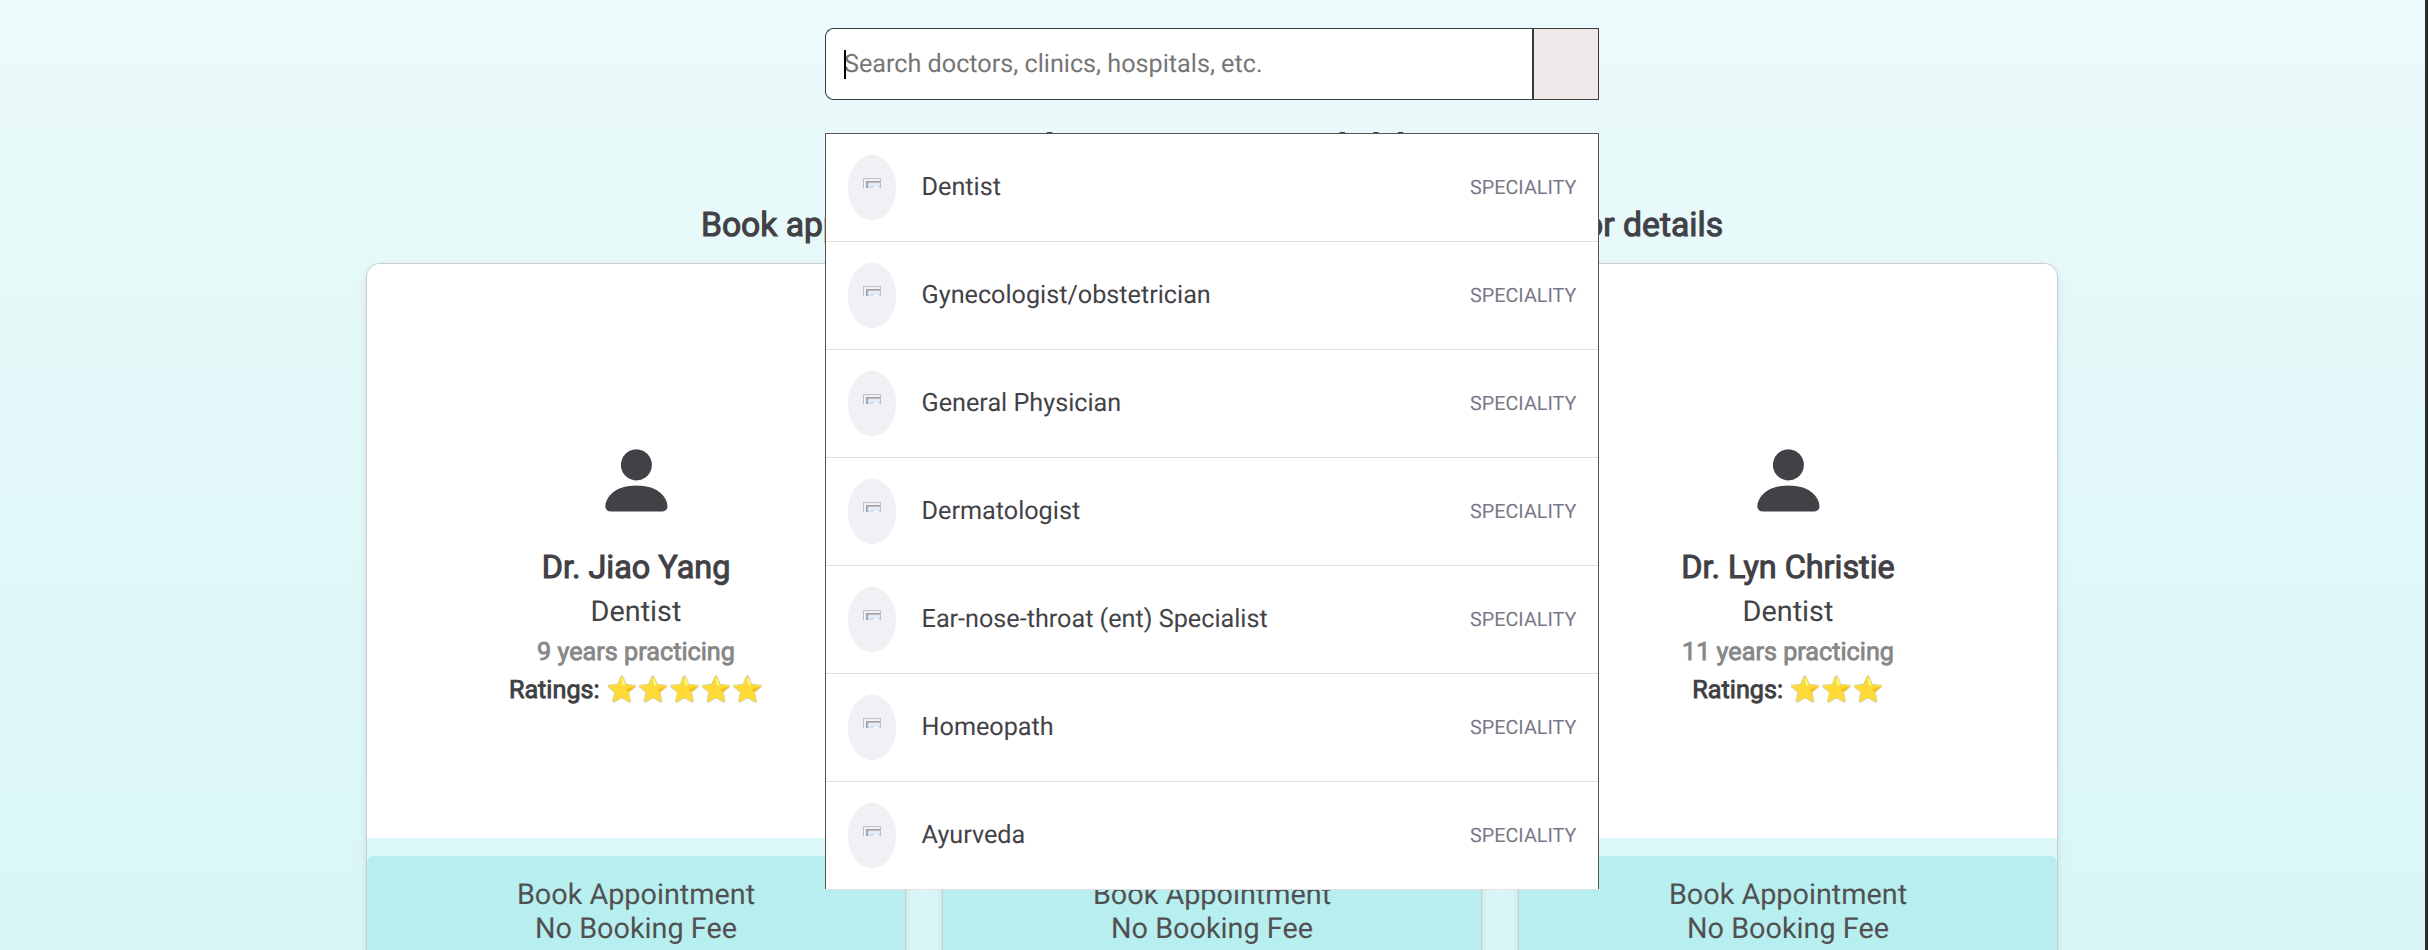 Search doctors, clinics, hospitals, etc.
Dentist SPECIALITY
Gynecologist/obstetrician SPECIALITY
General Physician SPECIALITY
Dermatologist SPECIALITY
Ear-nose-throat (ent) Specialist SPECIALITY
Homeopath SPECIALITY
Ayurveda SPECIALITY
Book
details
Dr. Jiao Yang
Dentist
9 years practicing
Ratings: ⭐⭐⭐⭐⭐
Book Appointment
No Booking Fee
Book Appointment
No Booking Fee
Dr. Lyn Christie
Dentist
11 years practicing
Ratings: ⭐⭐⭐
Book Appointment
No Booking Fee